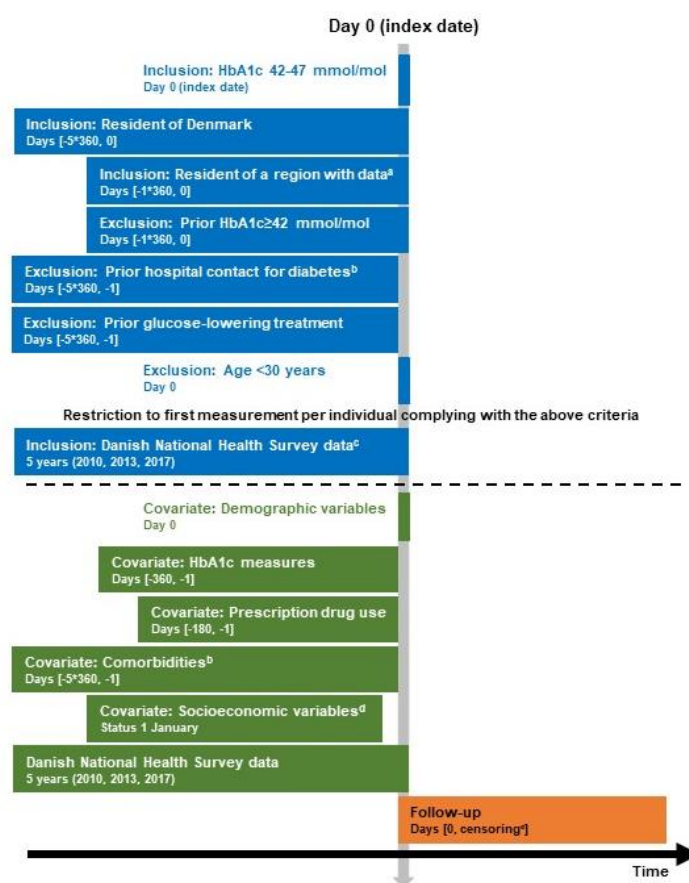 Day 0 (index date)
Inclusion: HbA1c 42-47 mmol/mol
Day 0 (index date)
Inclusion: Resident of Denmark
Days [-5*360, 0]
Inclusion: Resident of a region with dataᵃ
Days [-1*360, 0]
Exclusion: Prior HbA1c≥42 mmol/mol
Days [-1*360, 0]
Exclusion: Prior hospital contact for diabetesᵇ
Days [-5*360, -1]
Exclusion: Prior glucose-lowering treatment
Days [-5*360, -1]
Exclusion: Age <30 years
Day 0
Restriction to first measurement per individual complying with the above criteria
Inclusion: Danish National Health Survey dataᶜ
5 years (2010, 2013, 2017)
Covariate: Demographic variables
Day 0
Covariate: HbA1c measures
Days [-360, -1]
Covariate: Prescription drug use
Days [-180, -1]
Covariate: Comorbiditiesᵇ
Days [-5*360, -1]
Covariate: Socioeconomic variablesᵈ
Status 1 January
Danish National Health Survey data
5 years (2010, 2013, 2017)
Follow-up
Days [0, censoringᵉ]
Time